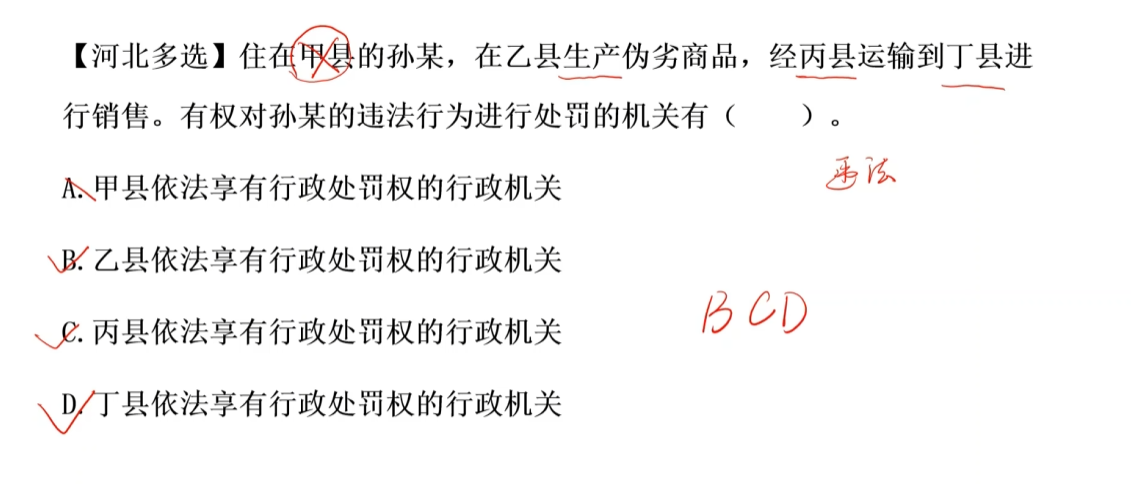 【河北多选】住在甲县的孙某，在乙县生产伪劣商品，经丙县运输到丁县进
行销售。有权对孙某的违法行为进行处罚的机关有（　　）。
违法
A.甲县依法享有行政处罚权的行政机关
B.乙县依法享有行政处罚权的行政机关
BCD
C.丙县依法享有行政处罚权的行政机关
D.丁县依法享有行政处罚权的行政机关